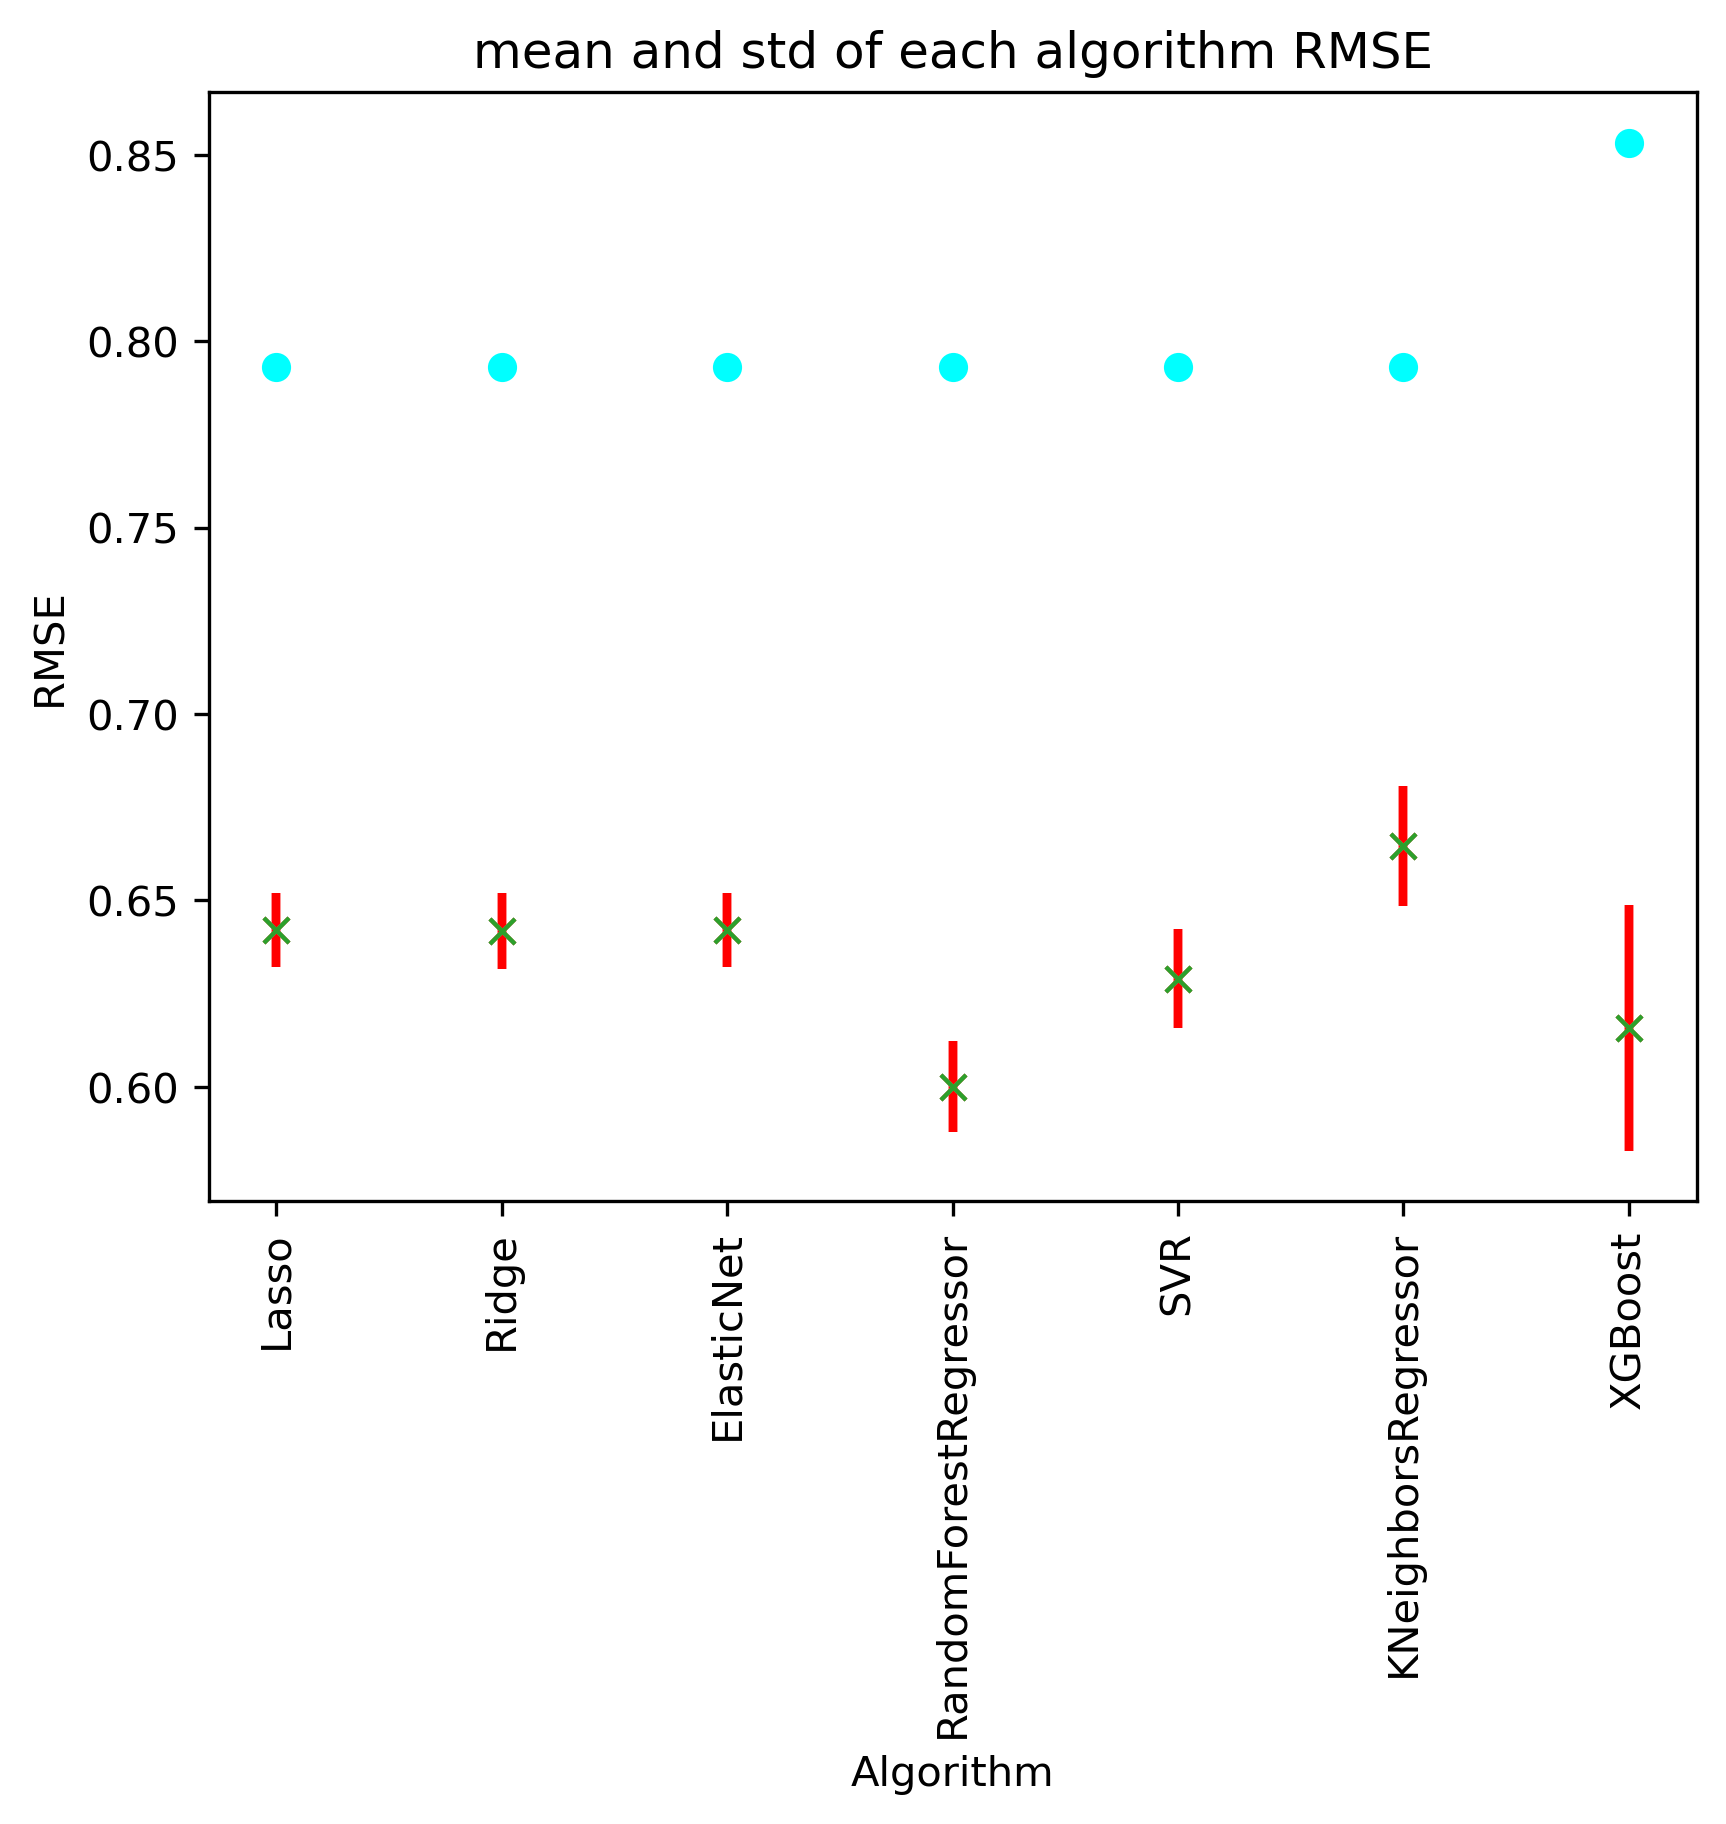 mean and std of each algorithm RMSE
RMSE
0.85
0.80
0.75
0.70
0.65
0.60
Lasso
Ridge
ElasticNet
RandomForestRegressor
SVR
KNeighborsRegressor
XGBoost
Algorithm